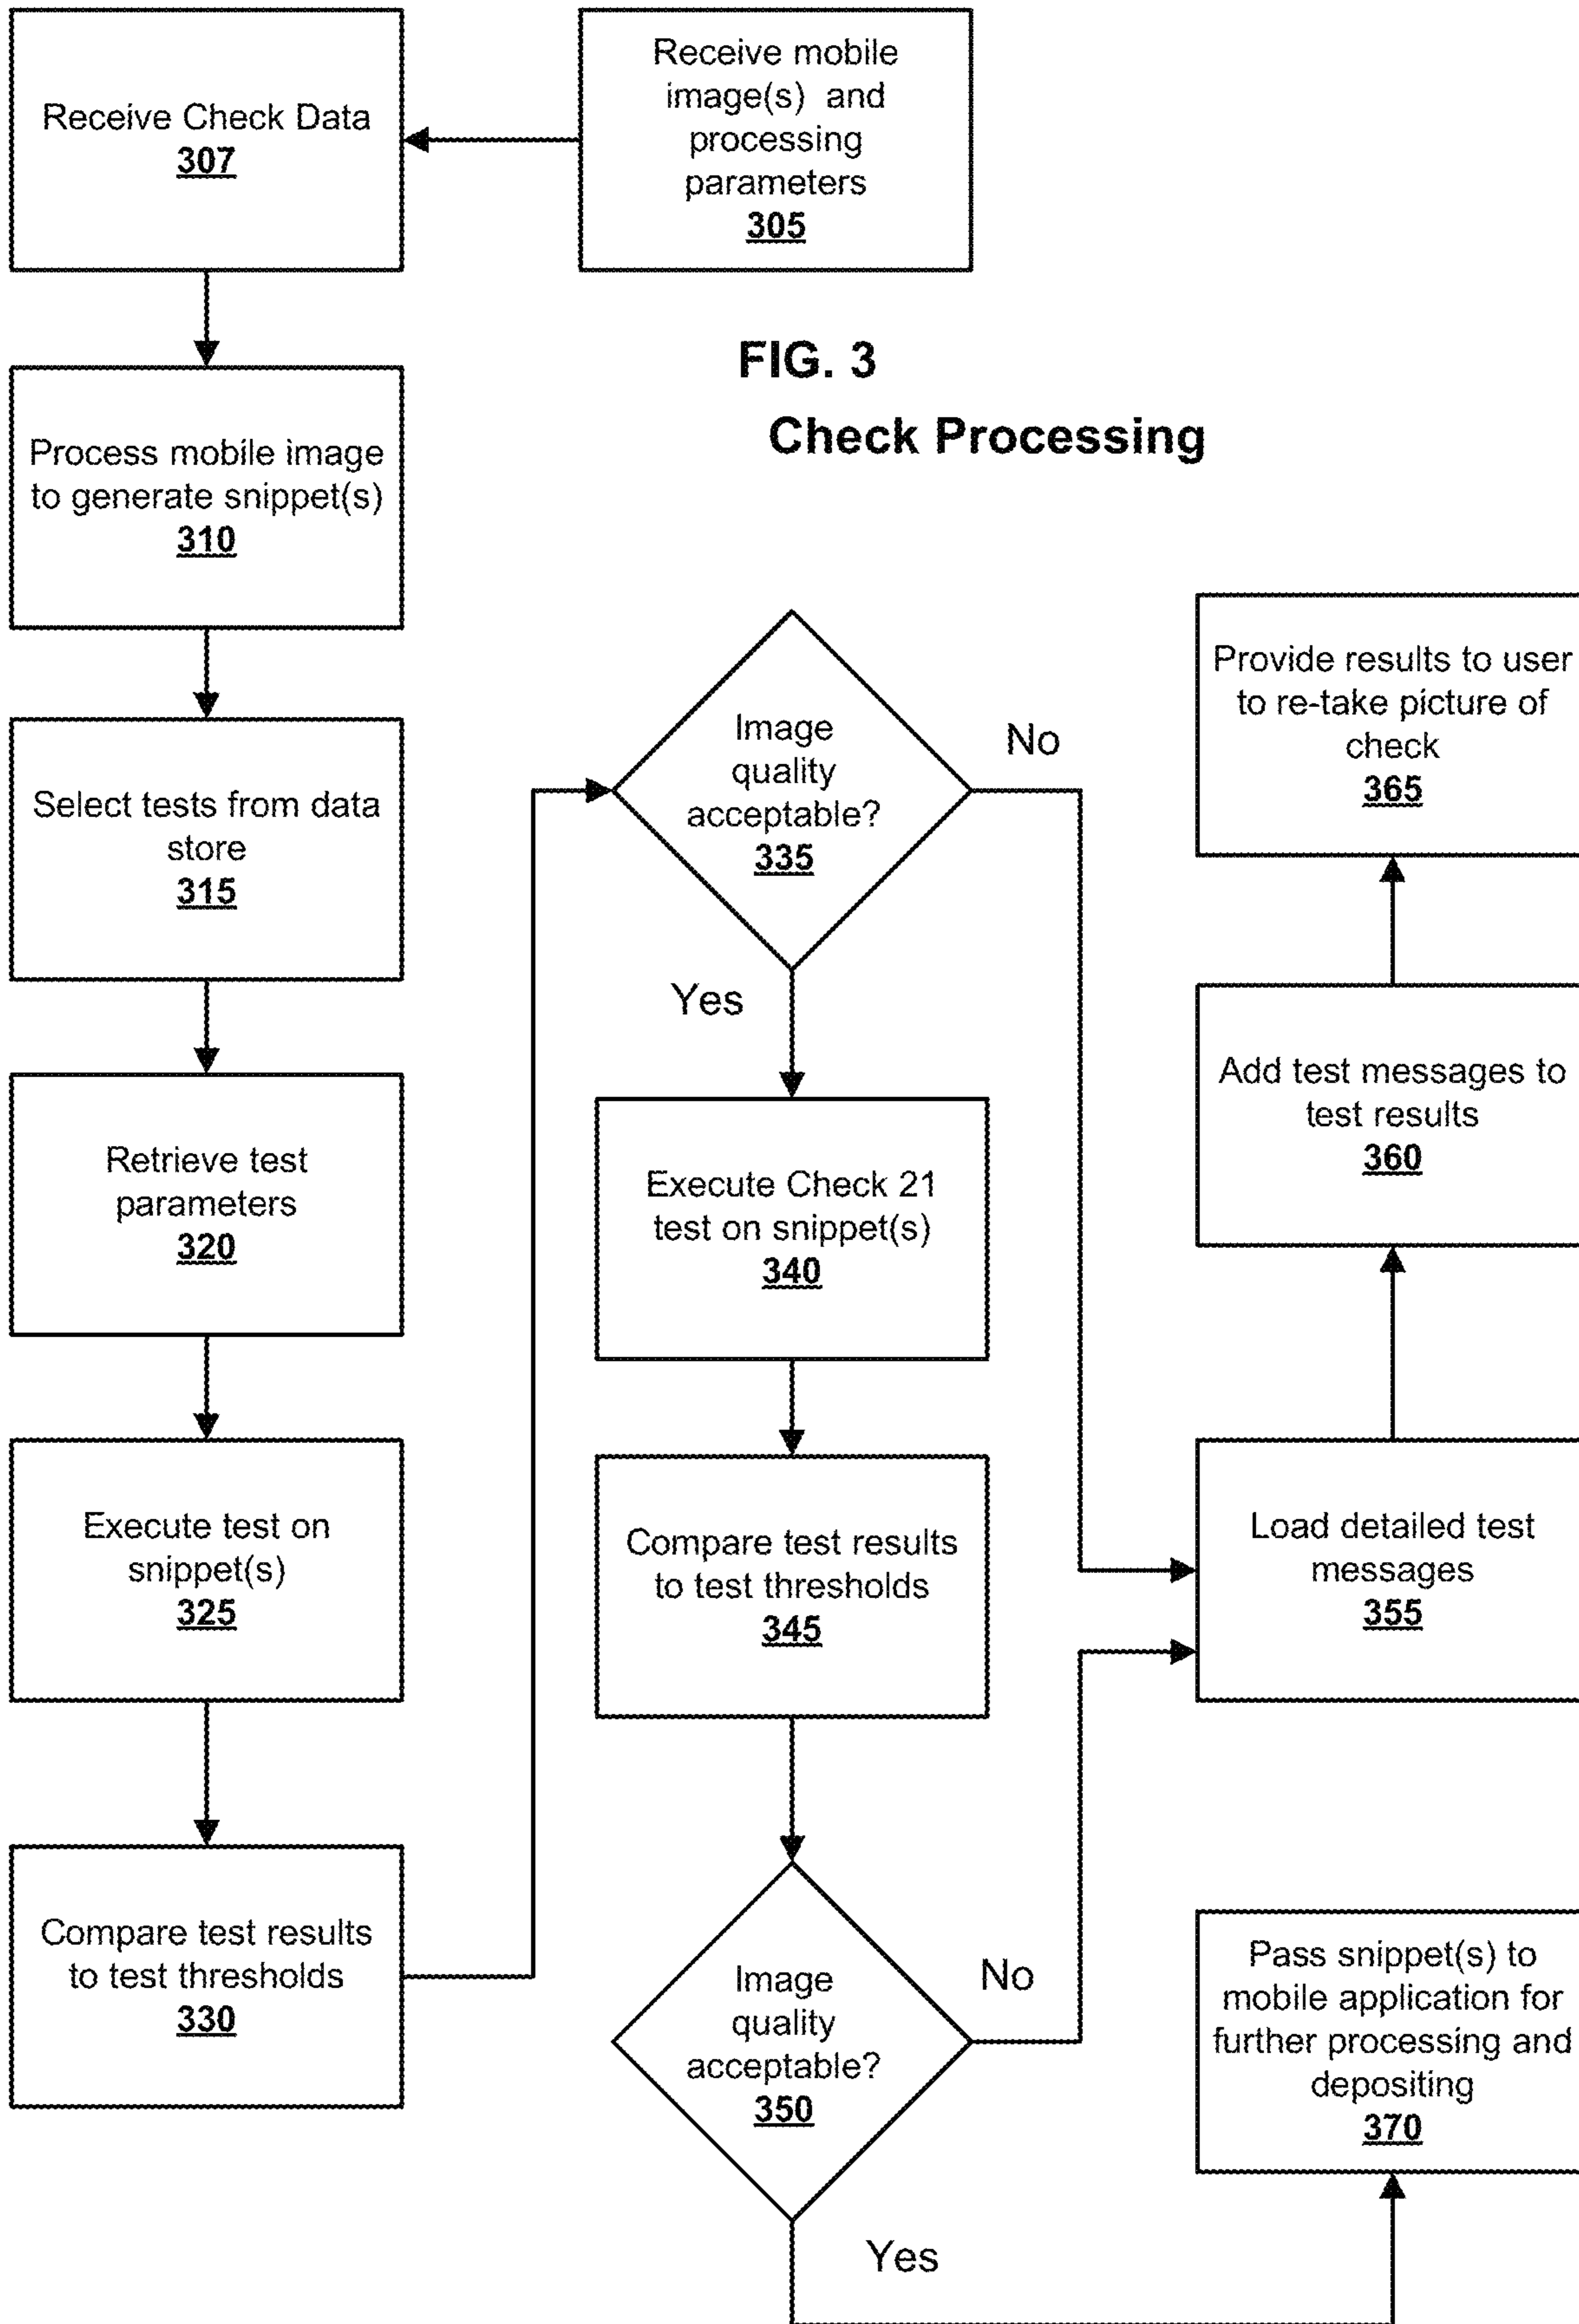 Receive Check Data
307
Receive mobile
image(s) and
processing
parameters
305
FIG. 3
Check Processing
Process mobile image
to generate snippet(s)
310
Select tests from data
store
315
Retrieve test
parameters
320
Execute test on
snippet(s)
325
Compare test results
to test thresholds
330
Image
quality
acceptable?
335
No
Yes
Execute Check 21
test on snippet(s)
340
Compare test results
to test thresholds
345
Image
quality
acceptable?
350
No
Yes
Provide results to user
to re-take picture of
check
365
Add test messages to
test results
360
Load detailed test
messages
355
Pass snippet(s) to
mobile application for
further processing and
depositing
370